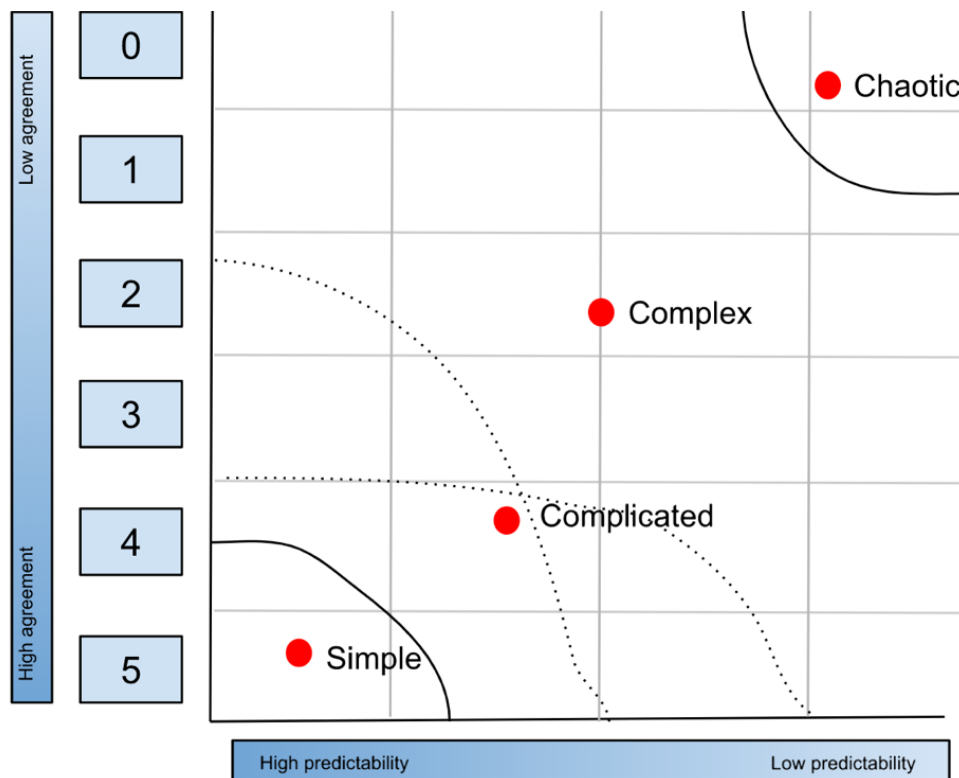 Low agreement
High agreement
0
1
2
3
4
5
Chaotic
Complex
Complicated
Simple
High predictability
Low predictability